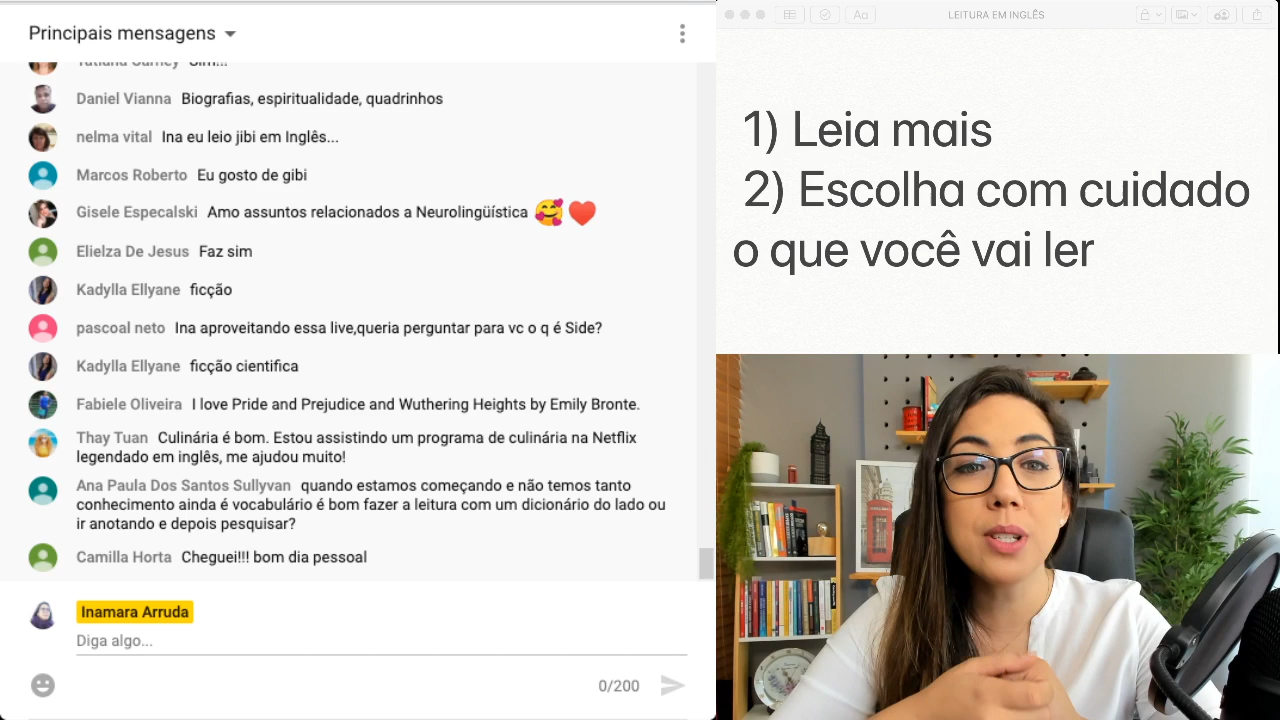 Principais mensagens
Daniel Vianna Biografias, espiritualidade, quadrinhos
nelma vital Ina eu leio jibi em Inglês...
Marcos Roberto Eu gosto de gibi
Gisele Especalski Amo assuntos relacionados a Neurolingüística 🥰♥️
Elielza De Jesus Faz sim
Kadylla Ellyane ficção
pascoal neto Ina aproveitando essa live,queria perguntar para vc o q é Side?
Kadylla Ellyane ficção cientifica
Fabiele Oliveira I love Pride and Prejudice and Wuthering Heights by Emily Bronte.
Thay Tuan Culinária é bom. Estou assistindo um programa de culinária na Netflix
legendado em inglês, me ajudou muito!
Ana Paula Dos Santos Sullyvan quando estamos começando e não temos tanto
conhecimento ainda é vocabulário é bom fazer a leitura com um dicionário do lado ou
ir anotando e depois pesquisar?
Camilla Horta Cheguei!!! bom dia pessoal
Inamara Arruda
Diga algo...
0/200
Aa
LEITURA EM INGLÊS
1) Leia mais
2) Escolha com cuidado
o que você vai ler